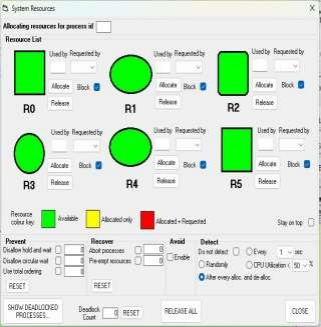 System Resources X
Allocating resources for process id
Resource List
Used by Requested by Used by Requested by Used by Requested by
Allocate Block Allocate Block Allocate Block
Release Release Release
R0 R1 R2
Used by Requested by Used by Requested by Used by Requested by
Allocate Block Allocate Block Allocate Block
Release Release Release
R3 R4 R5
Resource colour key: Available Allocated only Allocated + Requested Stay on top
Prevent Recover Avoid Detect
Disallow hold and wait 0 Abort processes 0 Enable Do not detect Every 1 sec
Disallow circular wait 0 Pre-empt resources 0 Randomly CPU Utilization < 50 %
Use total ordering 0 After every alloc. and de-alloc.
RESET RESET
SHOW DEADLOCKED PROCESSES... Deadlock Count 0 RESET RELEASE ALL CLOSE